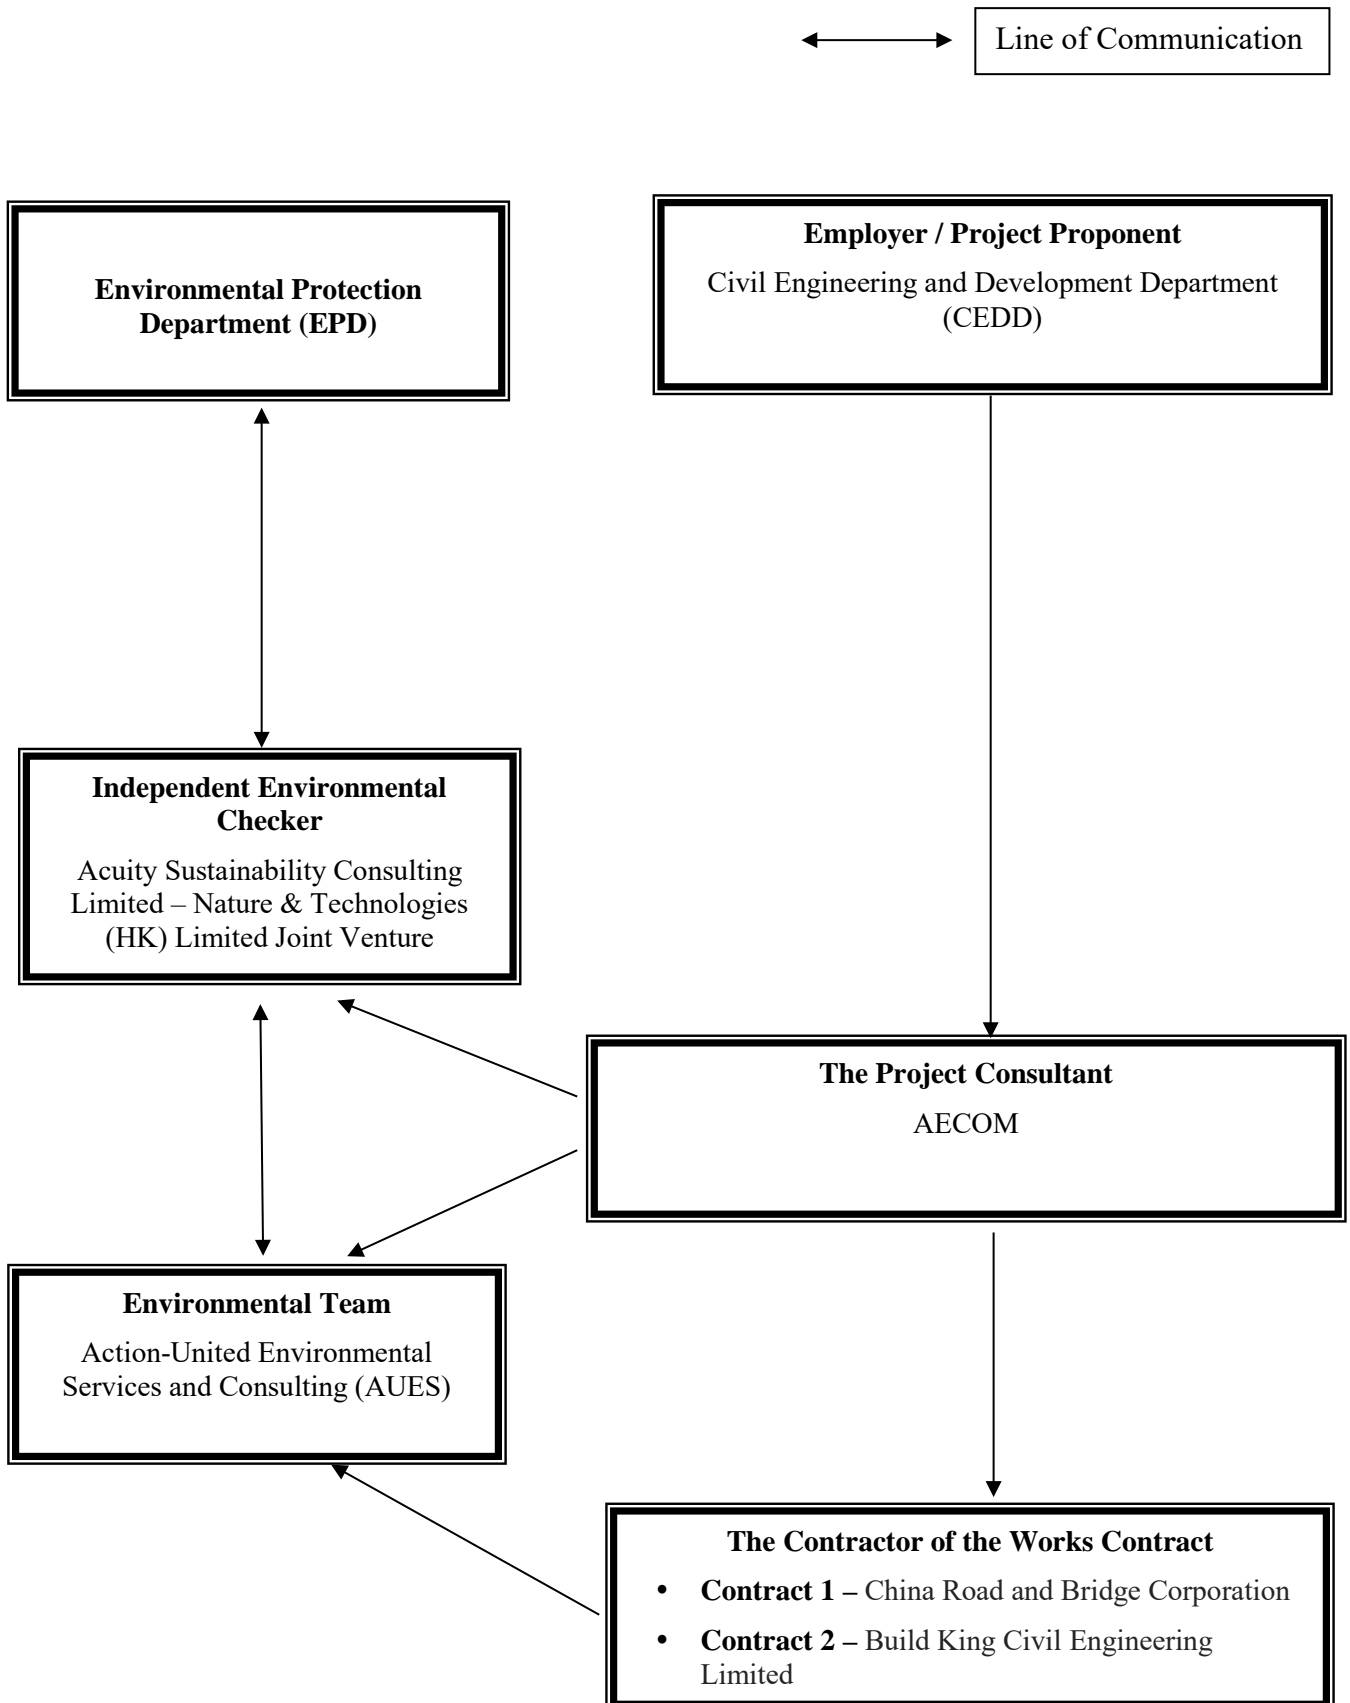 Line of Communication
Environmental Protection
Department (EPD)
Employer / Project Proponent
Civil Engineering and Development Department
(CEDD)
Independent Environmental
Checker
Acuity Sustainability Consulting
Limited – Nature & Technologies
(HK) Limited Joint Venture
The Project Consultant
AECOM
Environmental Team
Action-United Environmental
Services and Consulting (AUES)
The Contractor of the Works Contract
• Contract 1 – China Road and Bridge Corporation
• Contract 2 – Build King Civil Engineering
Limited